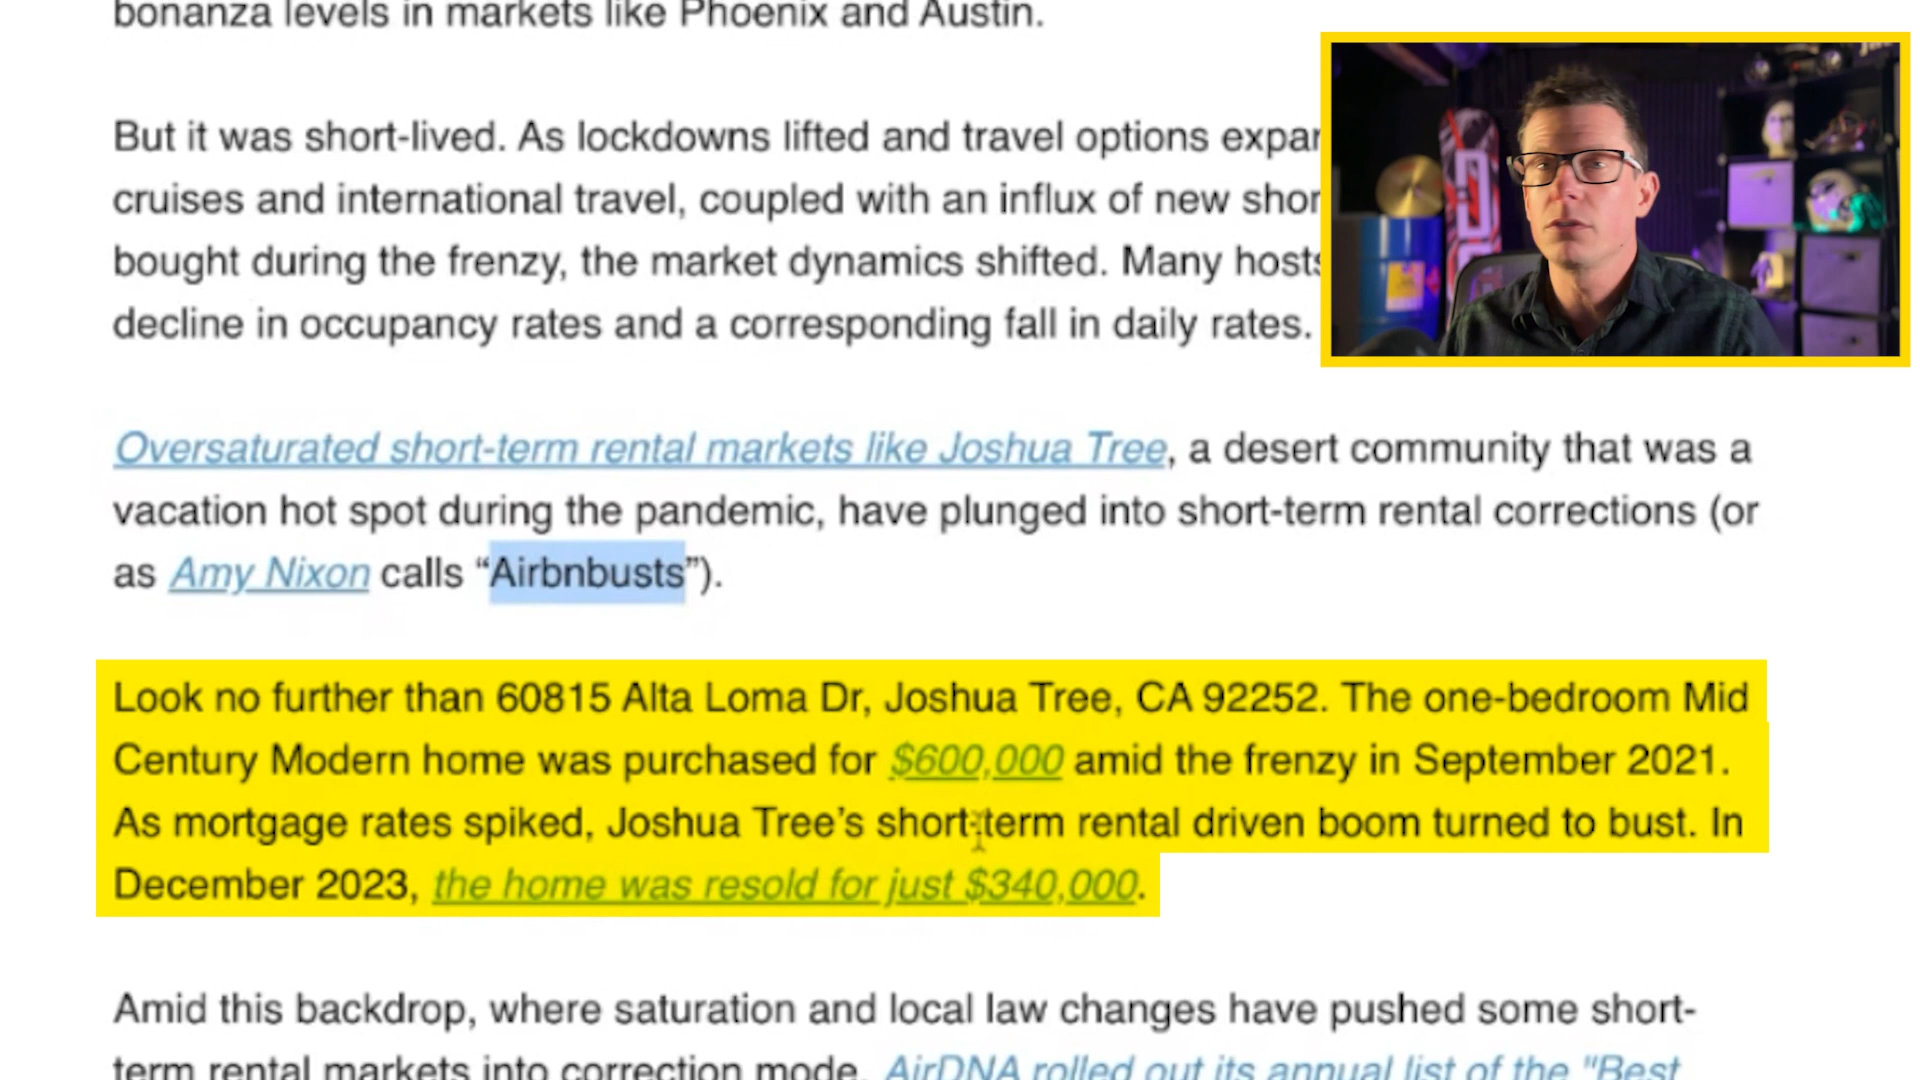 bonanza levels in markets like Phoenix and Austin.
But it was short-lived. As lockdowns lifted and travel options expan
cruises and international travel, coupled with an influx of new shor
bought during the frenzy, the market dynamics shifted. Many hosts
decline in occupancy rates and a corresponding fall in daily rates.
Oversaturated short-term rental markets like Joshua Tree, a desert community that was a
vacation hot spot during the pandemic, have plunged into short-term rental corrections (or
as Amy Nixon calls “Airbnbusts”).
Look no further than 60815 Alta Loma Dr, Joshua Tree, CA 92252. The one-bedroom Mid
Century Modern home was purchased for $600,000 amid the frenzy in September 2021.
As mortgage rates spiked, Joshua Tree’s short-term rental driven boom turned to bust. In
December 2023, the home was resold for just $340,000.
Amid this backdrop, where saturation and local law changes have pushed some short-
term rental markets into correction mode, AirDNA rolled out its annual list of the "Best